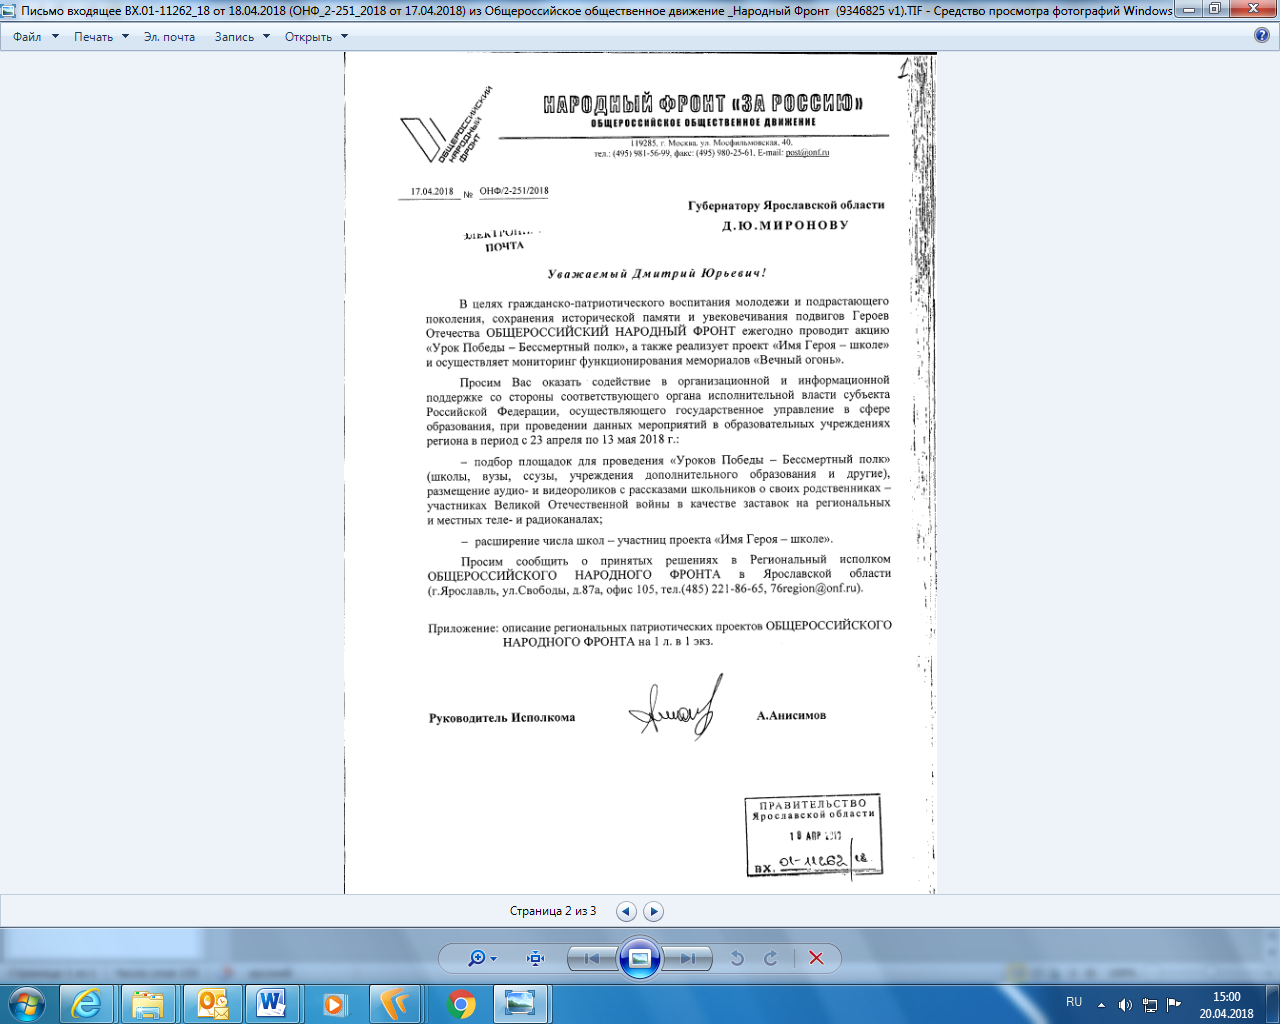 Письмо входящее ВХ.01-11262_18 от 18.04.2018 (ОНФ_2-251_2018 от 17.04.2018) из Общероссийское общественное движение _Народный Фронт (9346825 v1).TIF - Средство просмотра фотографий Windows
Файл Печать Эл. почта Запись Открыть
1
НАРОДНЫЙ ФРОНТ «ЗА РОССИЮ»
ОБЩЕРОССИЙСКОЕ ОБЩЕСТВЕННОЕ ДВИЖЕНИЕ
ОБЩЕРОССИЙСКИЙ
НАРОДНЫЙ
ФРОНТ
119285, г. Москва, ул. Мосфильмовская, 40,
тел.: (495) 981-56-99, факс: (495) 980-25-61, E-mail: post@onf.ru
17.04.2018 № ОНФ/2-251/2018
Губернатору Ярославской области
Д.Ю.МИРОНОВУ
ПОЧТА
Уважаемый Дмитрий Юрьевич!
В целях гражданско-патриотического воспитания молодежи и подрастающего
поколения, сохранения исторической памяти и увековечивания подвигов Героев
Отечества ОБЩЕРОССИЙСКИЙ НАРОДНЫЙ ФРОНТ ежегодно проводит акцию
«Урок Победы – Бессмертный полк», а также реализует проект «Имя Героя – школе»
и осуществляет мониторинг функционирования мемориалов «Вечный огонь».
Просим Вас оказать содействие в организационной и информационной
поддержке со стороны соответствующего органа исполнительной власти субъекта
Российской Федерации, осуществляющего государственное управление в сфере
образования, при проведении данных мероприятий в образовательных учреждениях
региона в период с 23 апреля по 13 мая 2018 г.:
– подбор площадок для проведения «Уроков Победы – Бессмертный полк»
(школы, вузы, ссузы, учреждения дополнительного образования и другие),
размещение аудио- и видеороликов с рассказами школьников о своих родственниках –
участниках Великой Отечественной войны в качестве заставок на региональных
и местных теле- и радиоканалах;
– расширение числа школ – участниц проекта «Имя Героя – школе».
Просим сообщить о принятых решениях в Региональный исполком
ОБЩЕРОССИЙСКОГО НАРОДНОГО ФРОНТА в Ярославской области
(г.Ярославль, ул.Свободы, д.87а, офис 105, тел.(485) 221-86-65, 76region@onf.ru).
Приложение: описание региональных патриотических проектов ОБЩЕРОССИЙСКОГО
НАРОДНОГО ФРОНТА на 1 л. в 1 экз.
Руководитель Исполкома А.Анисимов
ПРАВИТЕЛЬСТВО
Ярославской области
18 АПР
ВХ. 01-11262/18
Страница 2 из 3
RU
15:00
20.04.2018